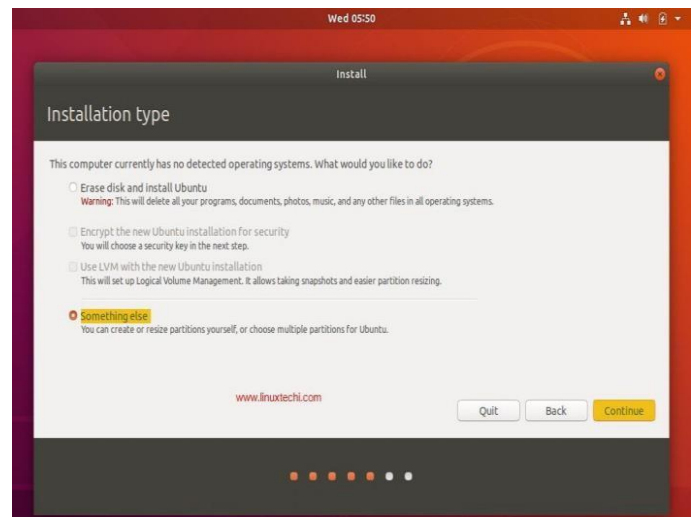 Wed 05:50
Install
Installation type
This computer currently has no detected operating systems. What would you like to do?
Erase disk and install Ubuntu
Warning: This will delete all your programs, documents, photos, music, and any other files in all operating systems.
Encrypt the new Ubuntu installation for security
You will choose a security key in the next step.
Use LVM with the new Ubuntu installation
This will set up Logical Volume Management. It allows taking snapshots and easier partition resizing.
Something else
You can create or resize partitions yourself, or choose multiple partitions for Ubuntu.
www.linuxtechi.com
Quit Back Continue